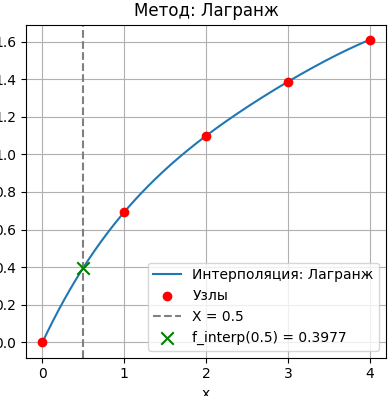 Метод: Лагранж
1.6
1.4
1.2
1.0
0.8
0.6
0.4
0.2
0.0
Интерполяция: Лагранж
Узлы
X = 0.5
f_interp(0.5) = 0.3977
0 1 2 3 4
x